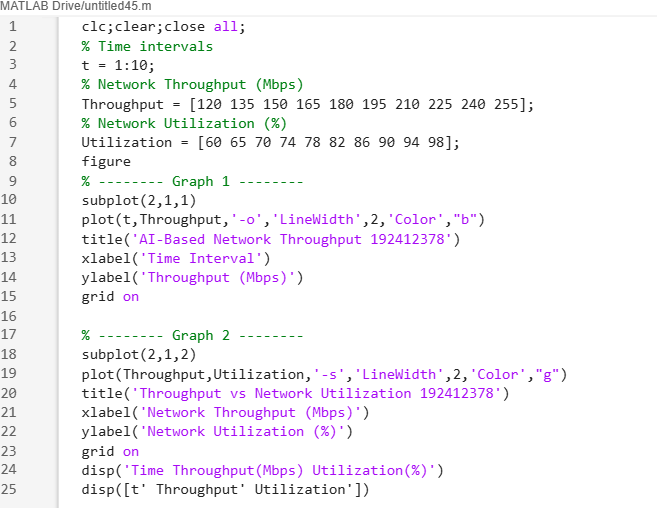 MATLAB Drive/untitled45.m
1 clc;clear;close all;
2 % Time intervals
3 t = 1:10;
4 % Network Throughput (Mbps)
5 Throughput = [120 135 150 165 180 195 210 225 240 255];
6 % Network Utilization (%)
7 Utilization = [60 65 70 74 78 82 86 90 94 98];
8 figure
9 % -------- Graph 1 --------
10 subplot(2,1,1)
11 plot(t,Throughput,'-o','LineWidth',2,'Color',"b")
12 title('AI-Based Network Throughput 192412378')
13 xlabel('Time Interval')
14 ylabel('Throughput (Mbps)')
15 grid on
16
17 % -------- Graph 2 --------
18 subplot(2,1,2)
19 plot(Throughput,Utilization,'-s','LineWidth',2,'Color',"g")
20 title('Throughput vs Network Utilization 192412378')
21 xlabel('Network Throughput (Mbps)')
22 ylabel('Network Utilization (%)')
23 grid on
24 disp('Time Throughput(Mbps) Utilization(%)')
25 disp([t' Throughput' Utilization'])